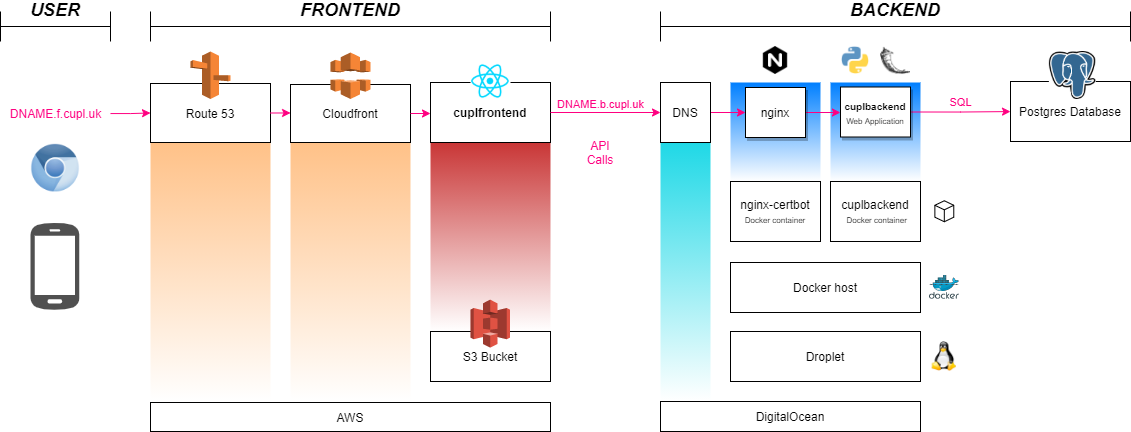 USER
FRONTEND
BACKEND
DNAME.f.cupl.uk
Route 53
Cloudfront
cuplfrontend
DNAME.b.cupl.uk
API
Calls
DNS
nginx
cuplbackend
Web Application
SQL
Postgres Database
nginx-certbot
Docker container
cuplbackend
Docker container
Docker host
docker
S3 Bucket
Droplet
AWS
DigitalOcean